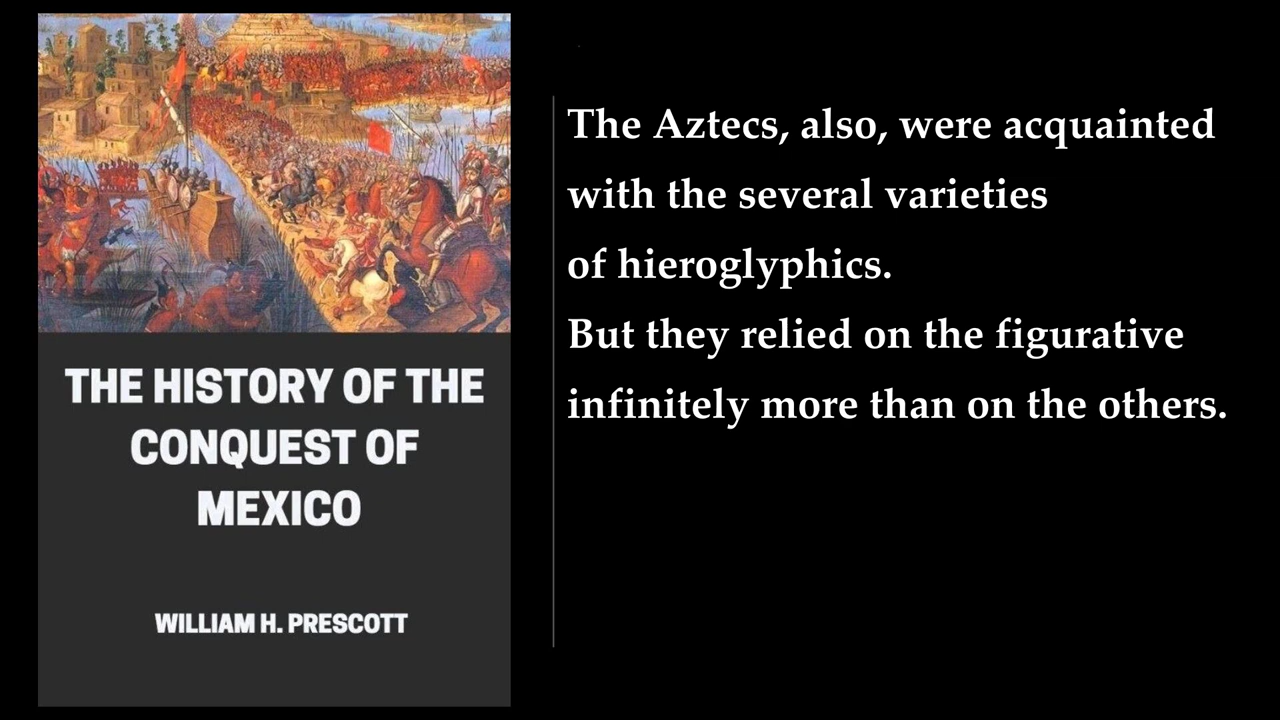 THE HISTORY OF THE
CONQUEST OF
MEXICO
WILLIAM H. PRESCOTT
The Aztecs, also, were acquainted
with the several varieties
of hieroglyphics.
But they relied on the figurative
infinitely more than on the others.